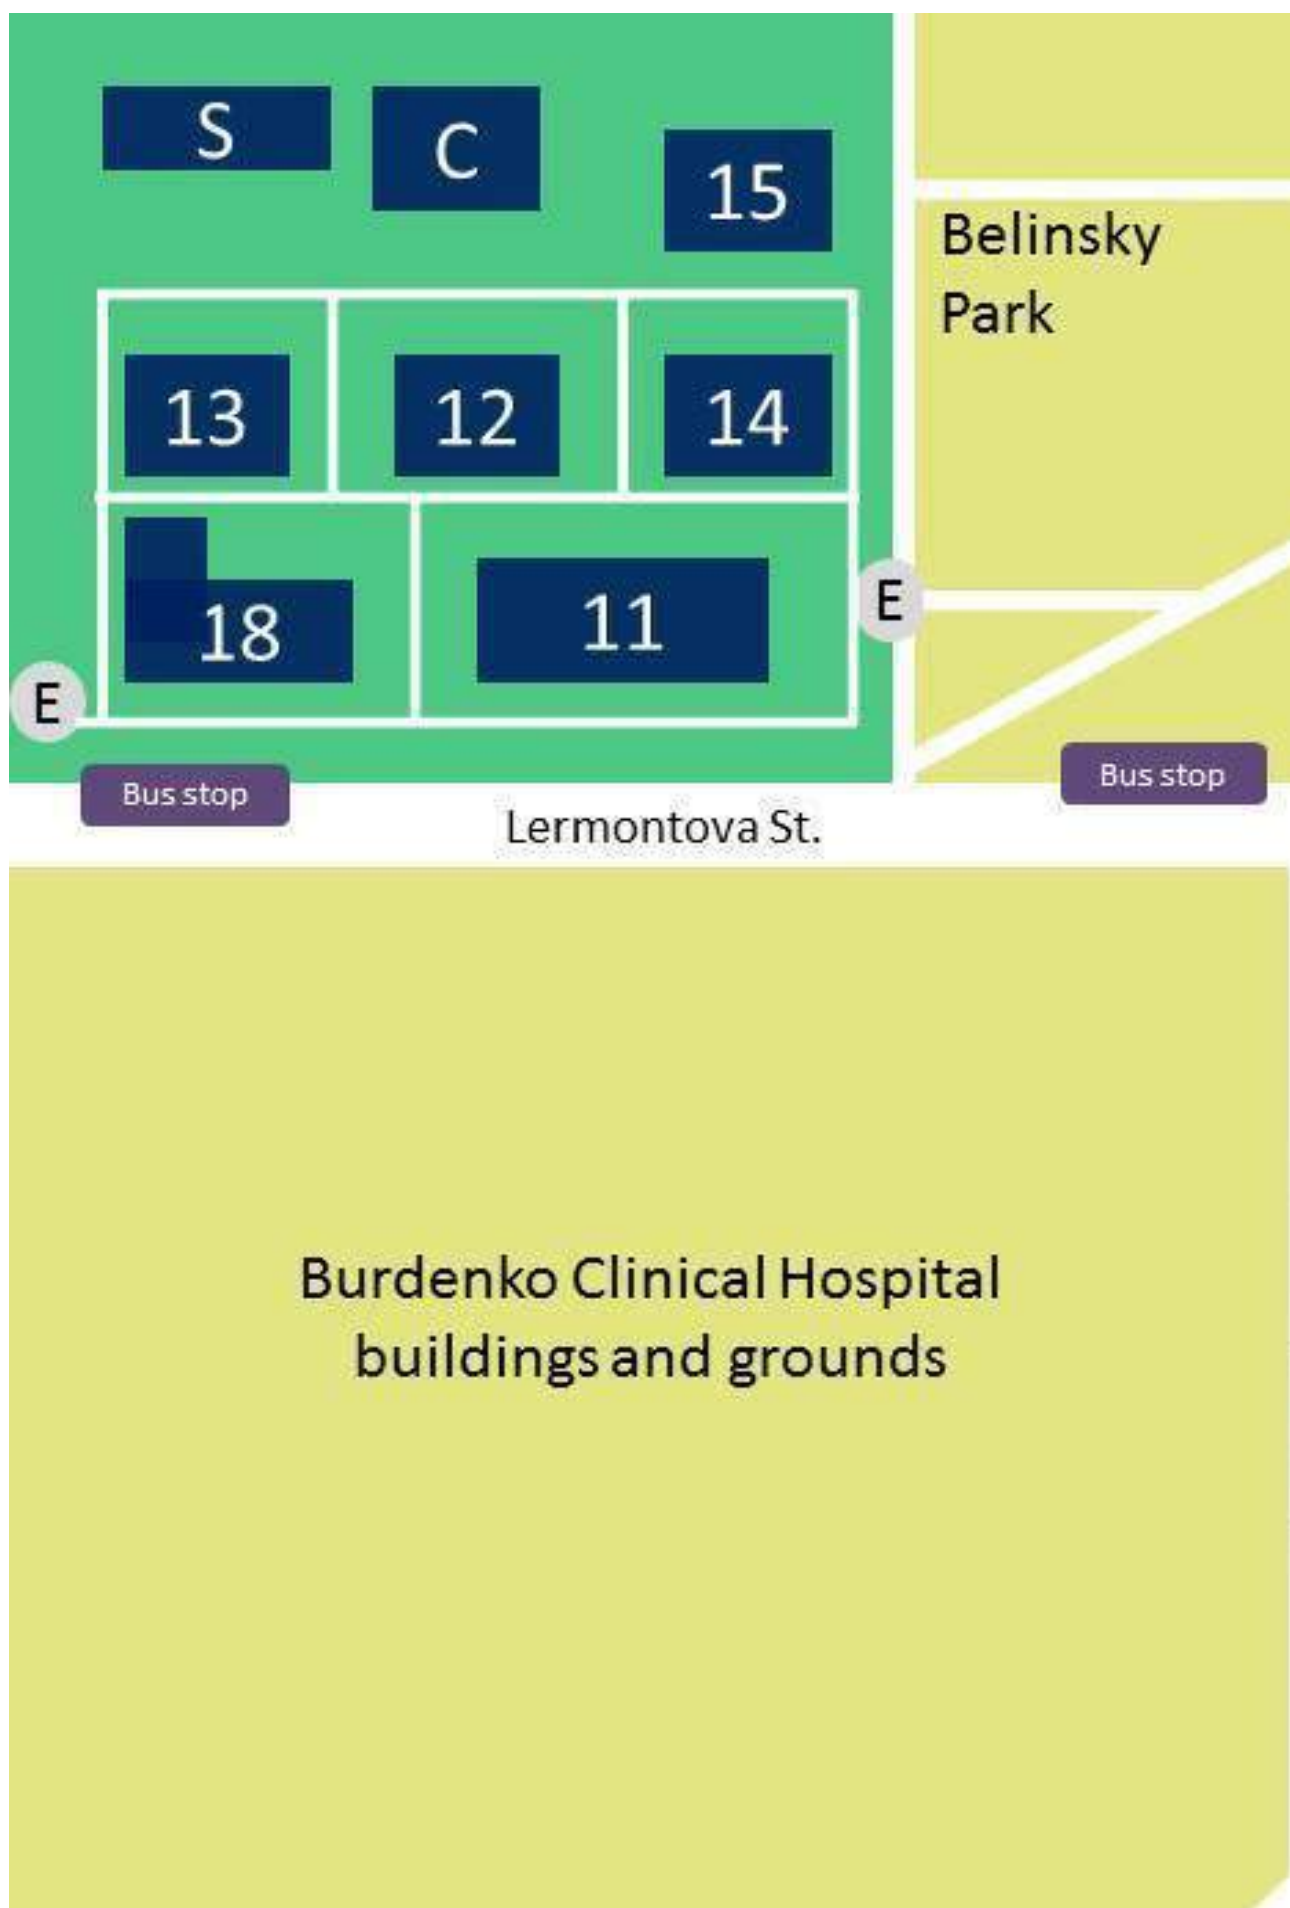 S
C
15
Belinsky
Park
13
12
14
18
11
E
E
Bus stop
Bus stop
Lermontova St.
Burdenko Clinical Hospital
buildings and grounds